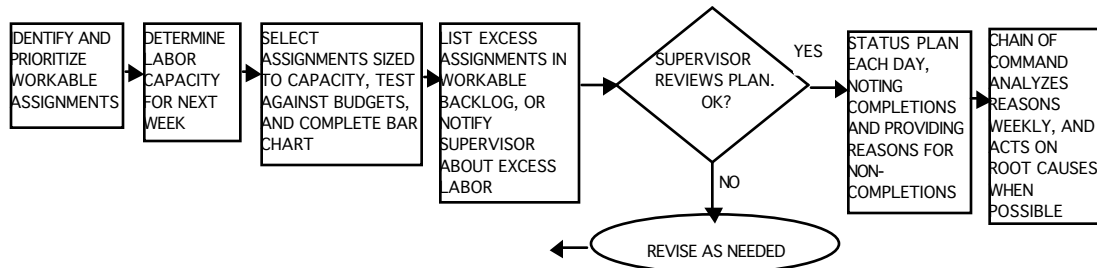 IDENTIFY AND
PRIORITIZE
WORKABLE
ASSIGNMENTS
DETERMINE
LABOR
CAPACITY
FOR NEXT
WEEK
SELECT
ASSIGNMENTS SIZED
TO CAPACITY, TEST
AGAINST BUDGETS,
AND COMPLETE BAR
CHART
LIST EXCESS
ASSIGNMENTS IN
WORKABLE
BACKLOG, OR
NOTIFY
SUPERVISOR
ABOUT EXCESS
LABOR
SUPERVISOR
REVIEWS PLAN.
OK?
YES
NO
REVISE AS NEEDED
STATUS PLAN
EACH DAY,
NOTING
COMPLETIONS
AND PROVIDING
REASONS FOR
NON-
COMPLETIONS
CHAIN OF
COMMAND
ANALYZES
REASONS
WEEKLY, AND
ACTS ON
ROOT CAUSES
WHEN
POSSIBLE